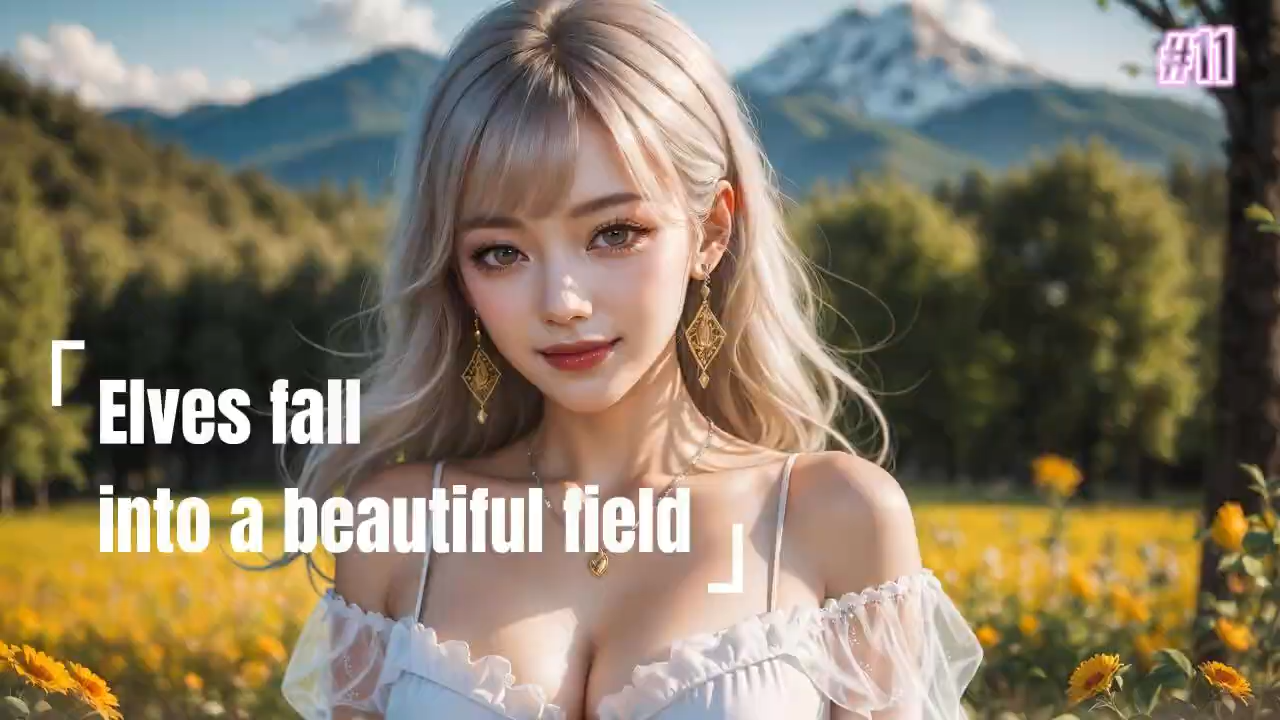 #11
「Elves fall
into a beautiful field」